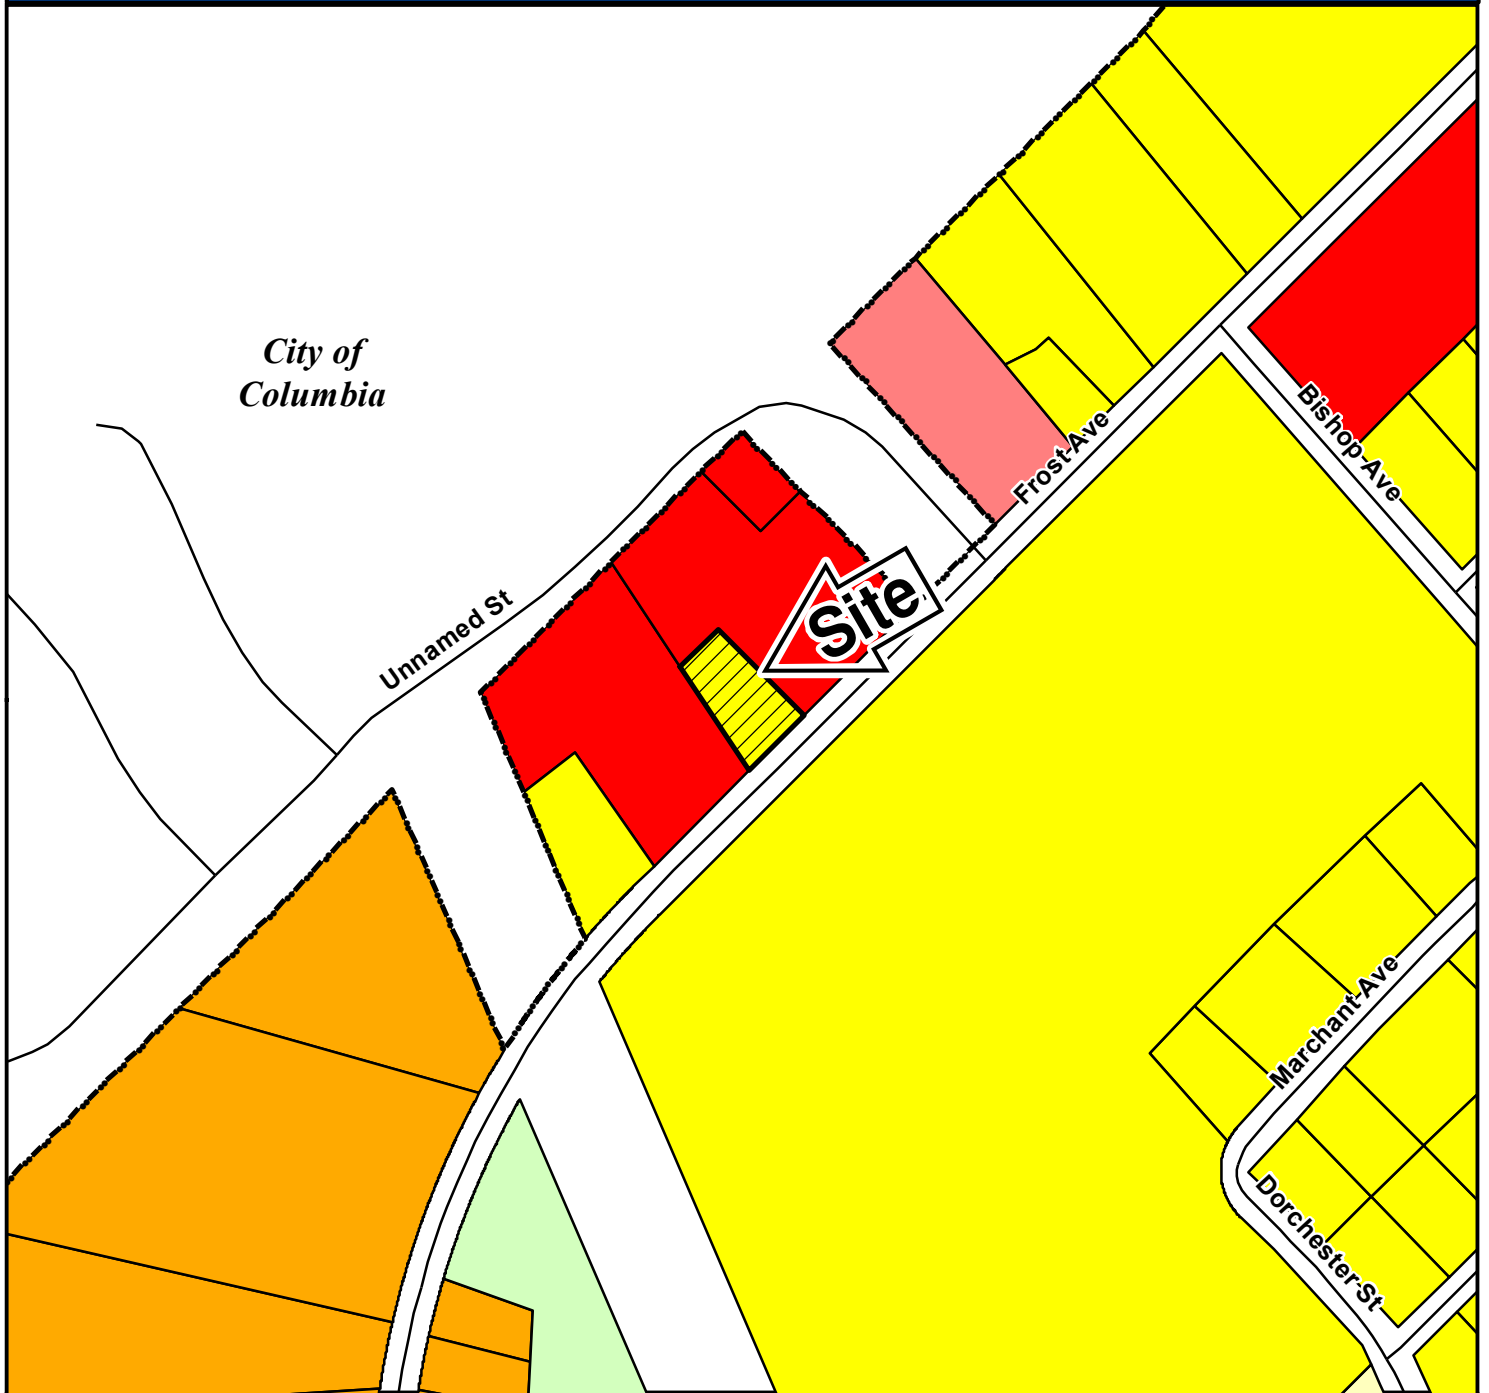 City of
Columbia
Bishop Ave
Frost Ave
Site
Unnamed St
Marchant Ave
Dorchester St